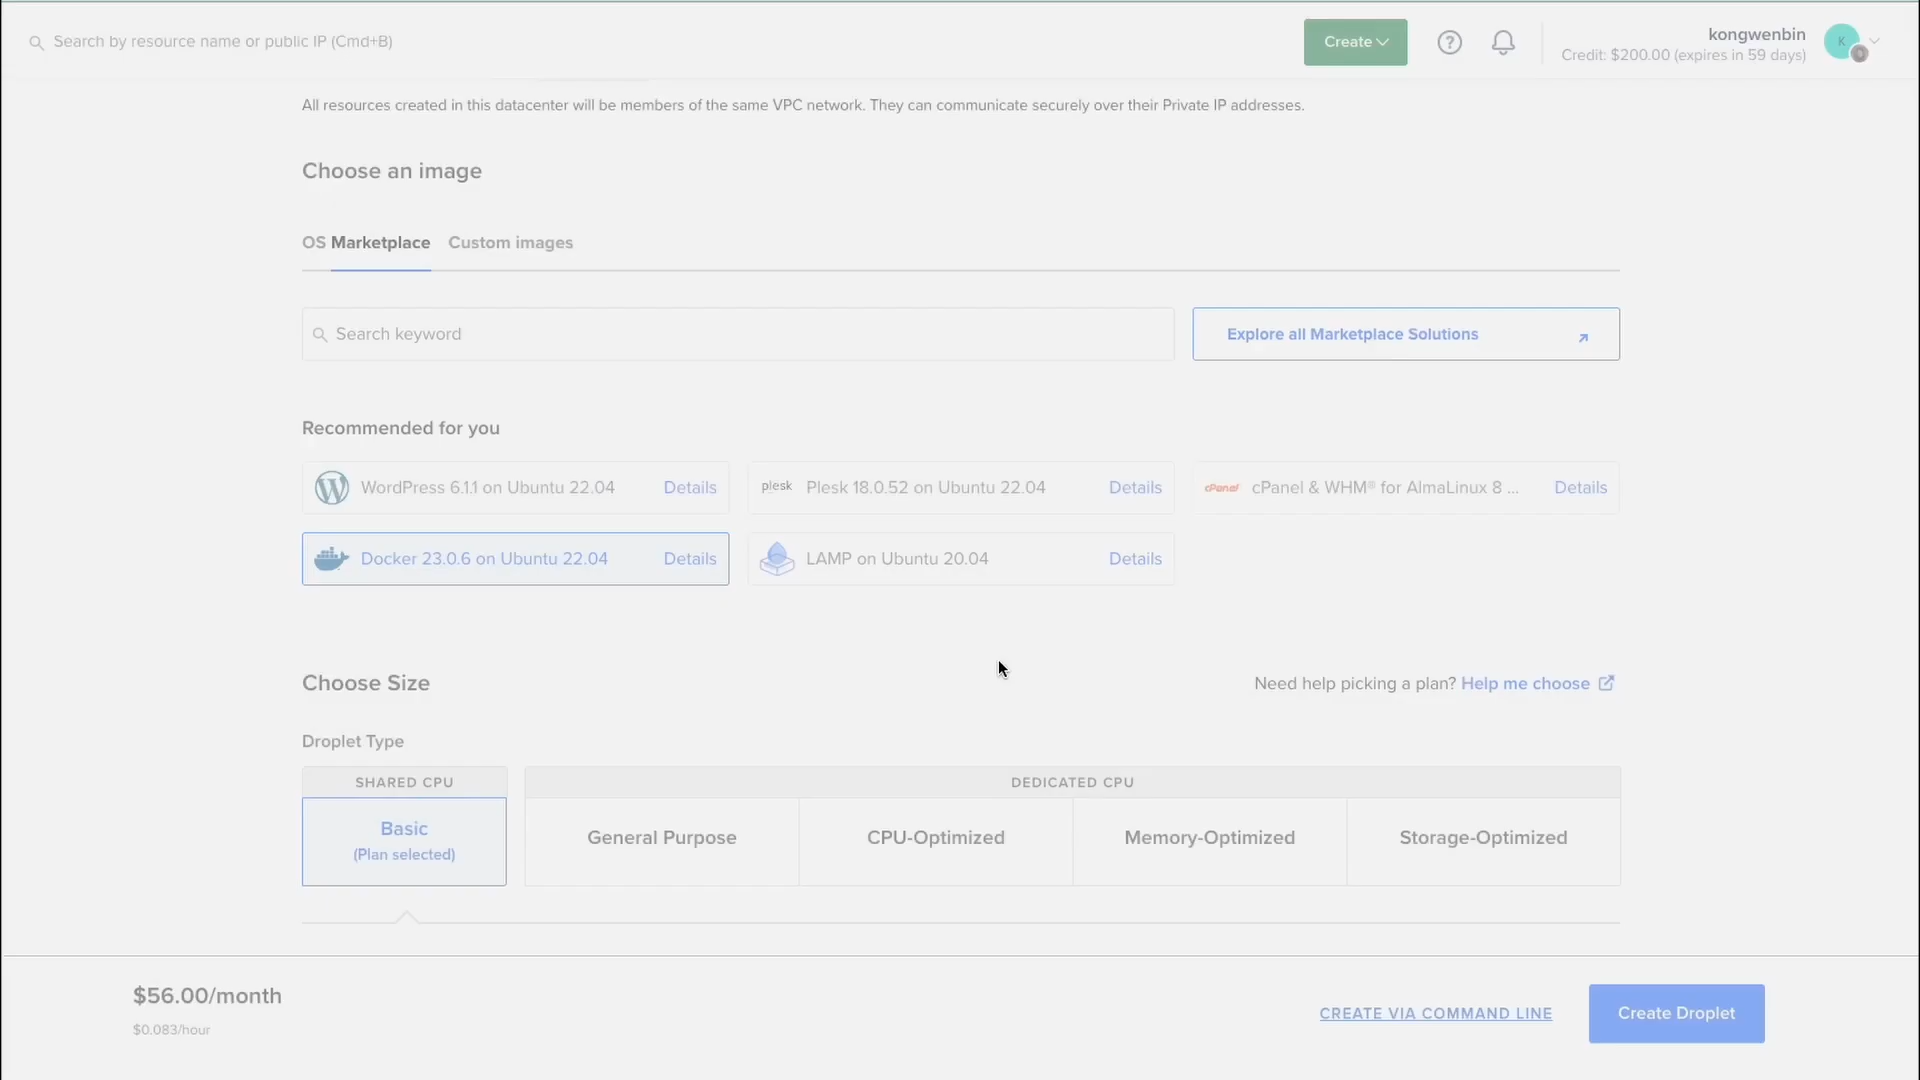 Search by resource name or public IP (Cmd+B)
Create
kongwenbin
Credit: $200.00 (expires in 59 days)
K
All resources created in this datacenter will be members of the same VPC network. They can communicate securely over their Private IP addresses.
Choose an image
OS Marketplace Custom images
Search keyword
Explore all Marketplace Solutions
Recommended for you
WordPress 6.1.1 on Ubuntu 22.04 Details
plesk Plesk 18.0.52 on Ubuntu 22.04 Details
cPanel cPanel & WHM® for AlmaLinux 8 ... Details
Docker 23.0.6 on Ubuntu 22.04 Details
LAMP on Ubuntu 20.04 Details
Choose Size
Need help picking a plan? Help me choose
Droplet Type
SHARED CPU
DEDICATED CPU
Basic
(Plan selected)
General Purpose
CPU-Optimized
Memory-Optimized
Storage-Optimized
$56.00/month
$0.083/hour
CREATE VIA COMMAND LINE
Create Droplet